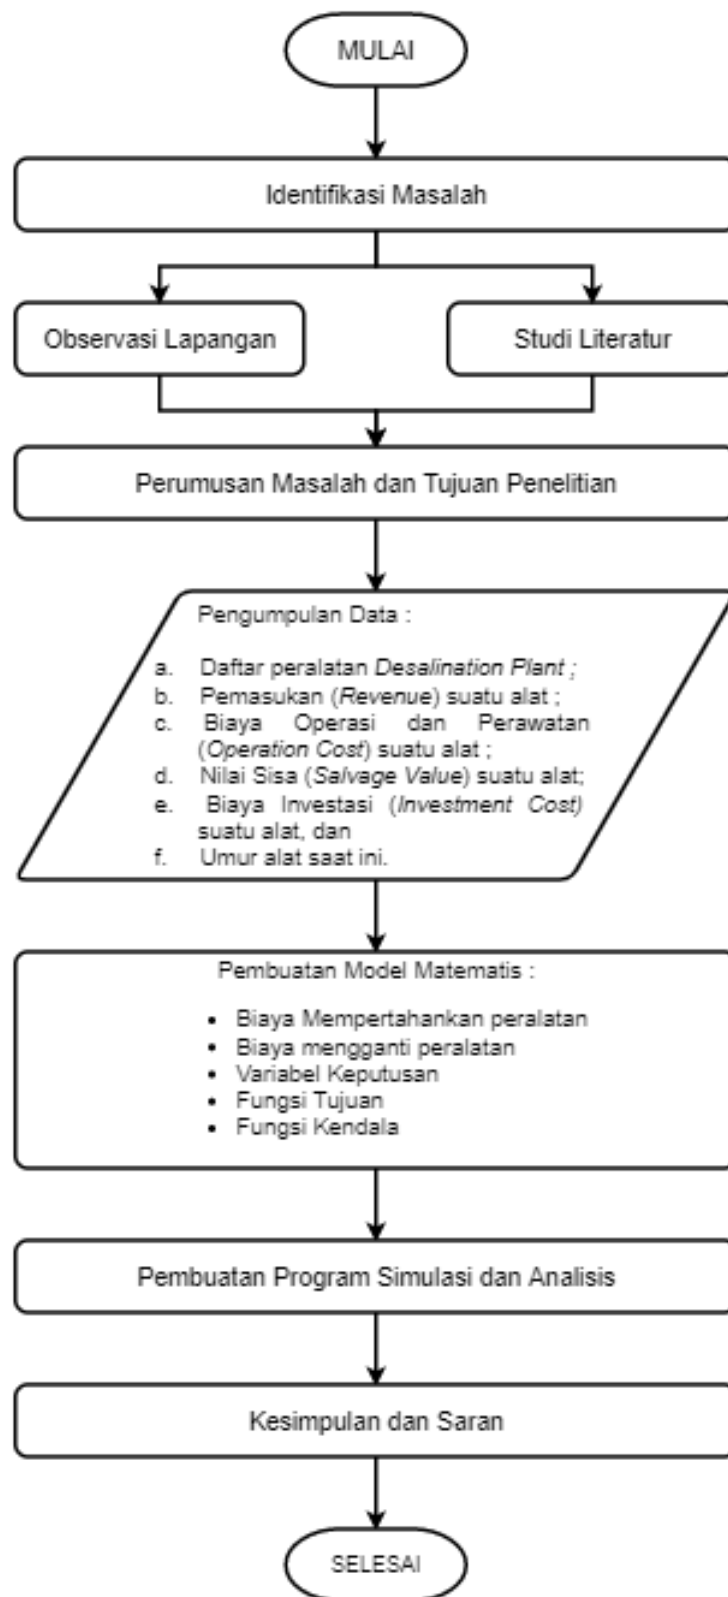 MULAI
Identifikasi Masalah
Observasi Lapangan
Studi Literatur
Perumusan Masalah dan Tujuan Penelitian
Pengumpulan Data :
a. Daftar peralatan Desalination Plant ;
b. Pemasukan (Revenue) suatu alat ;
c. Biaya Operasi dan Perawatan
(Operation Cost) suatu alat ;
d. Nilai Sisa (Salvage Value) suatu alat;
e. Biaya Investasi (Investment Cost)
suatu alat, dan
f. Umur alat saat ini.
Pembuatan Model Matematis :
• Biaya Mempertahankan peralatan
• Biaya mengganti peralatan
• Variabel Keputusan
• Fungsi Tujuan
• Fungsi Kendala
Pembuatan Program Simulasi dan Analisis
Kesimpulan dan Saran
SELESAI